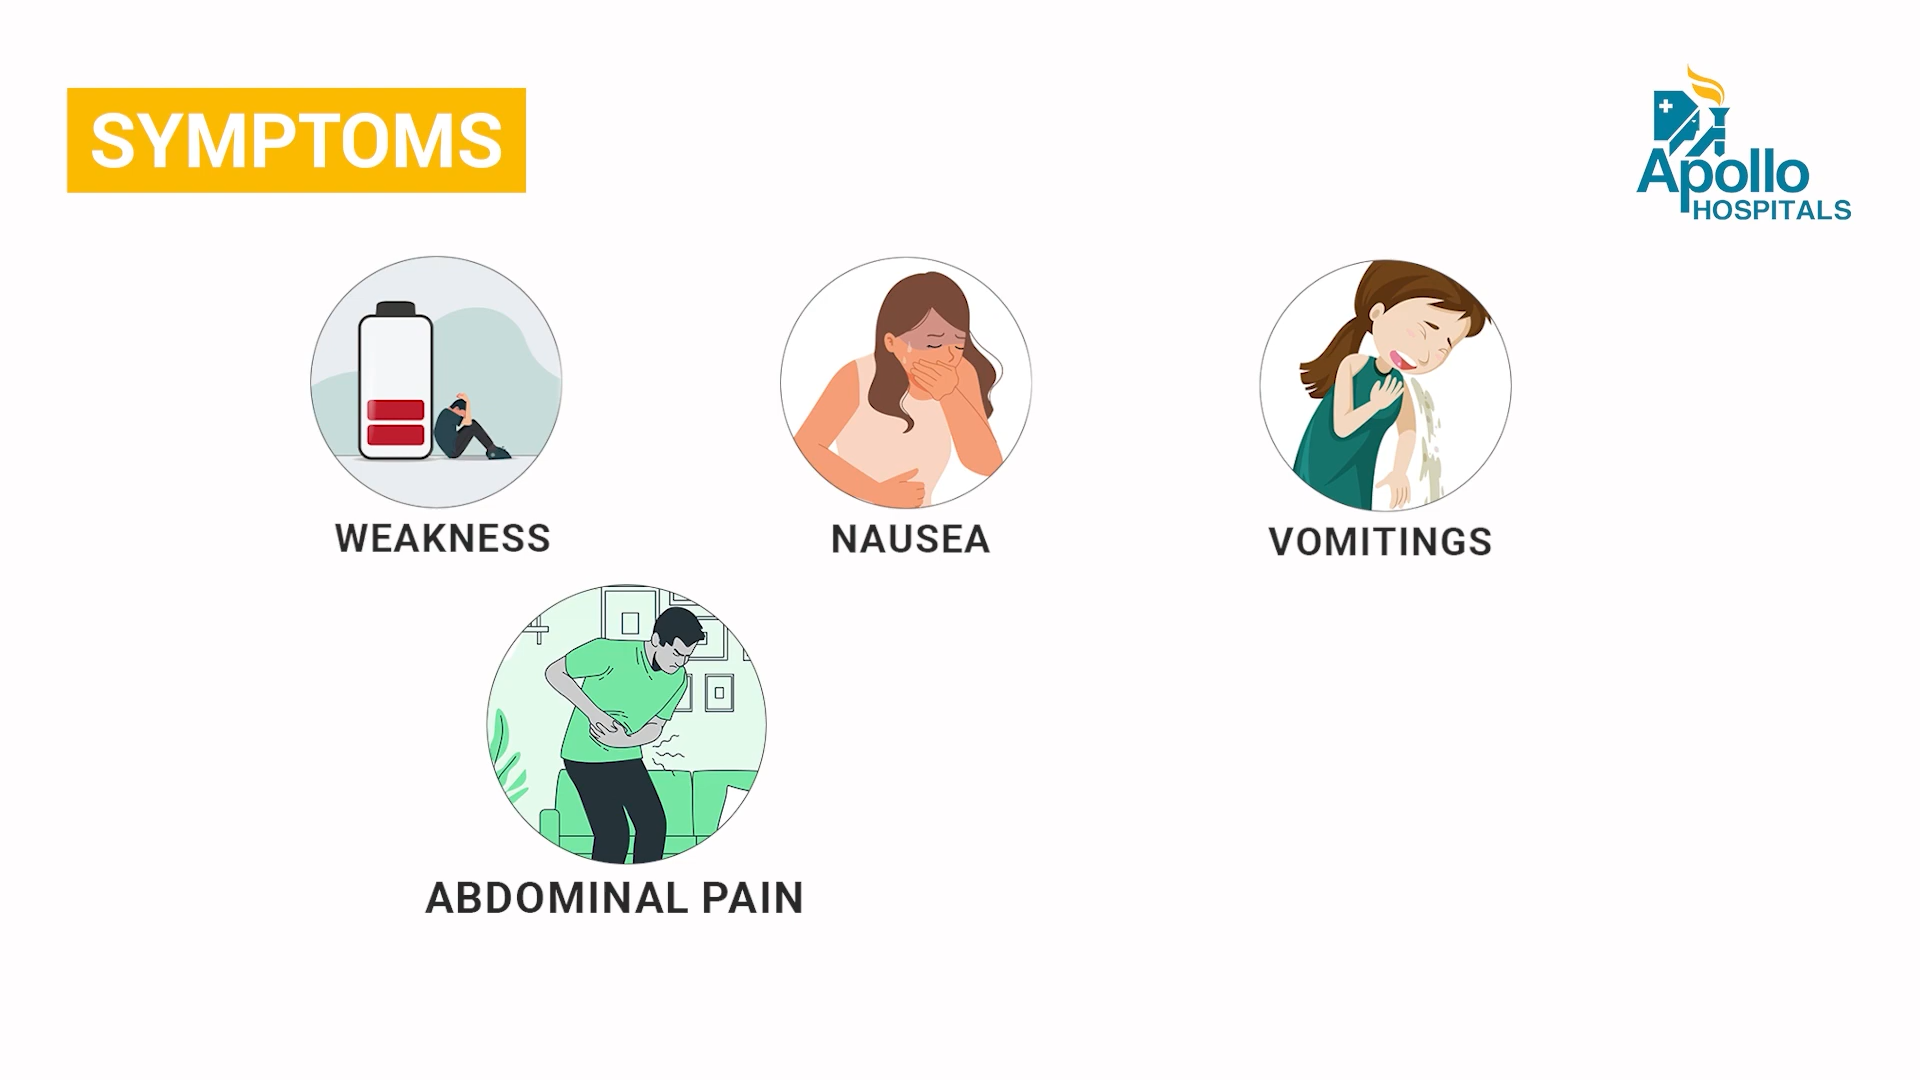 SYMPTOMS
Apollo
HOSPITALS
WEAKNESS
NAUSEA
VOMITINGS
ABDOMINAL PAIN